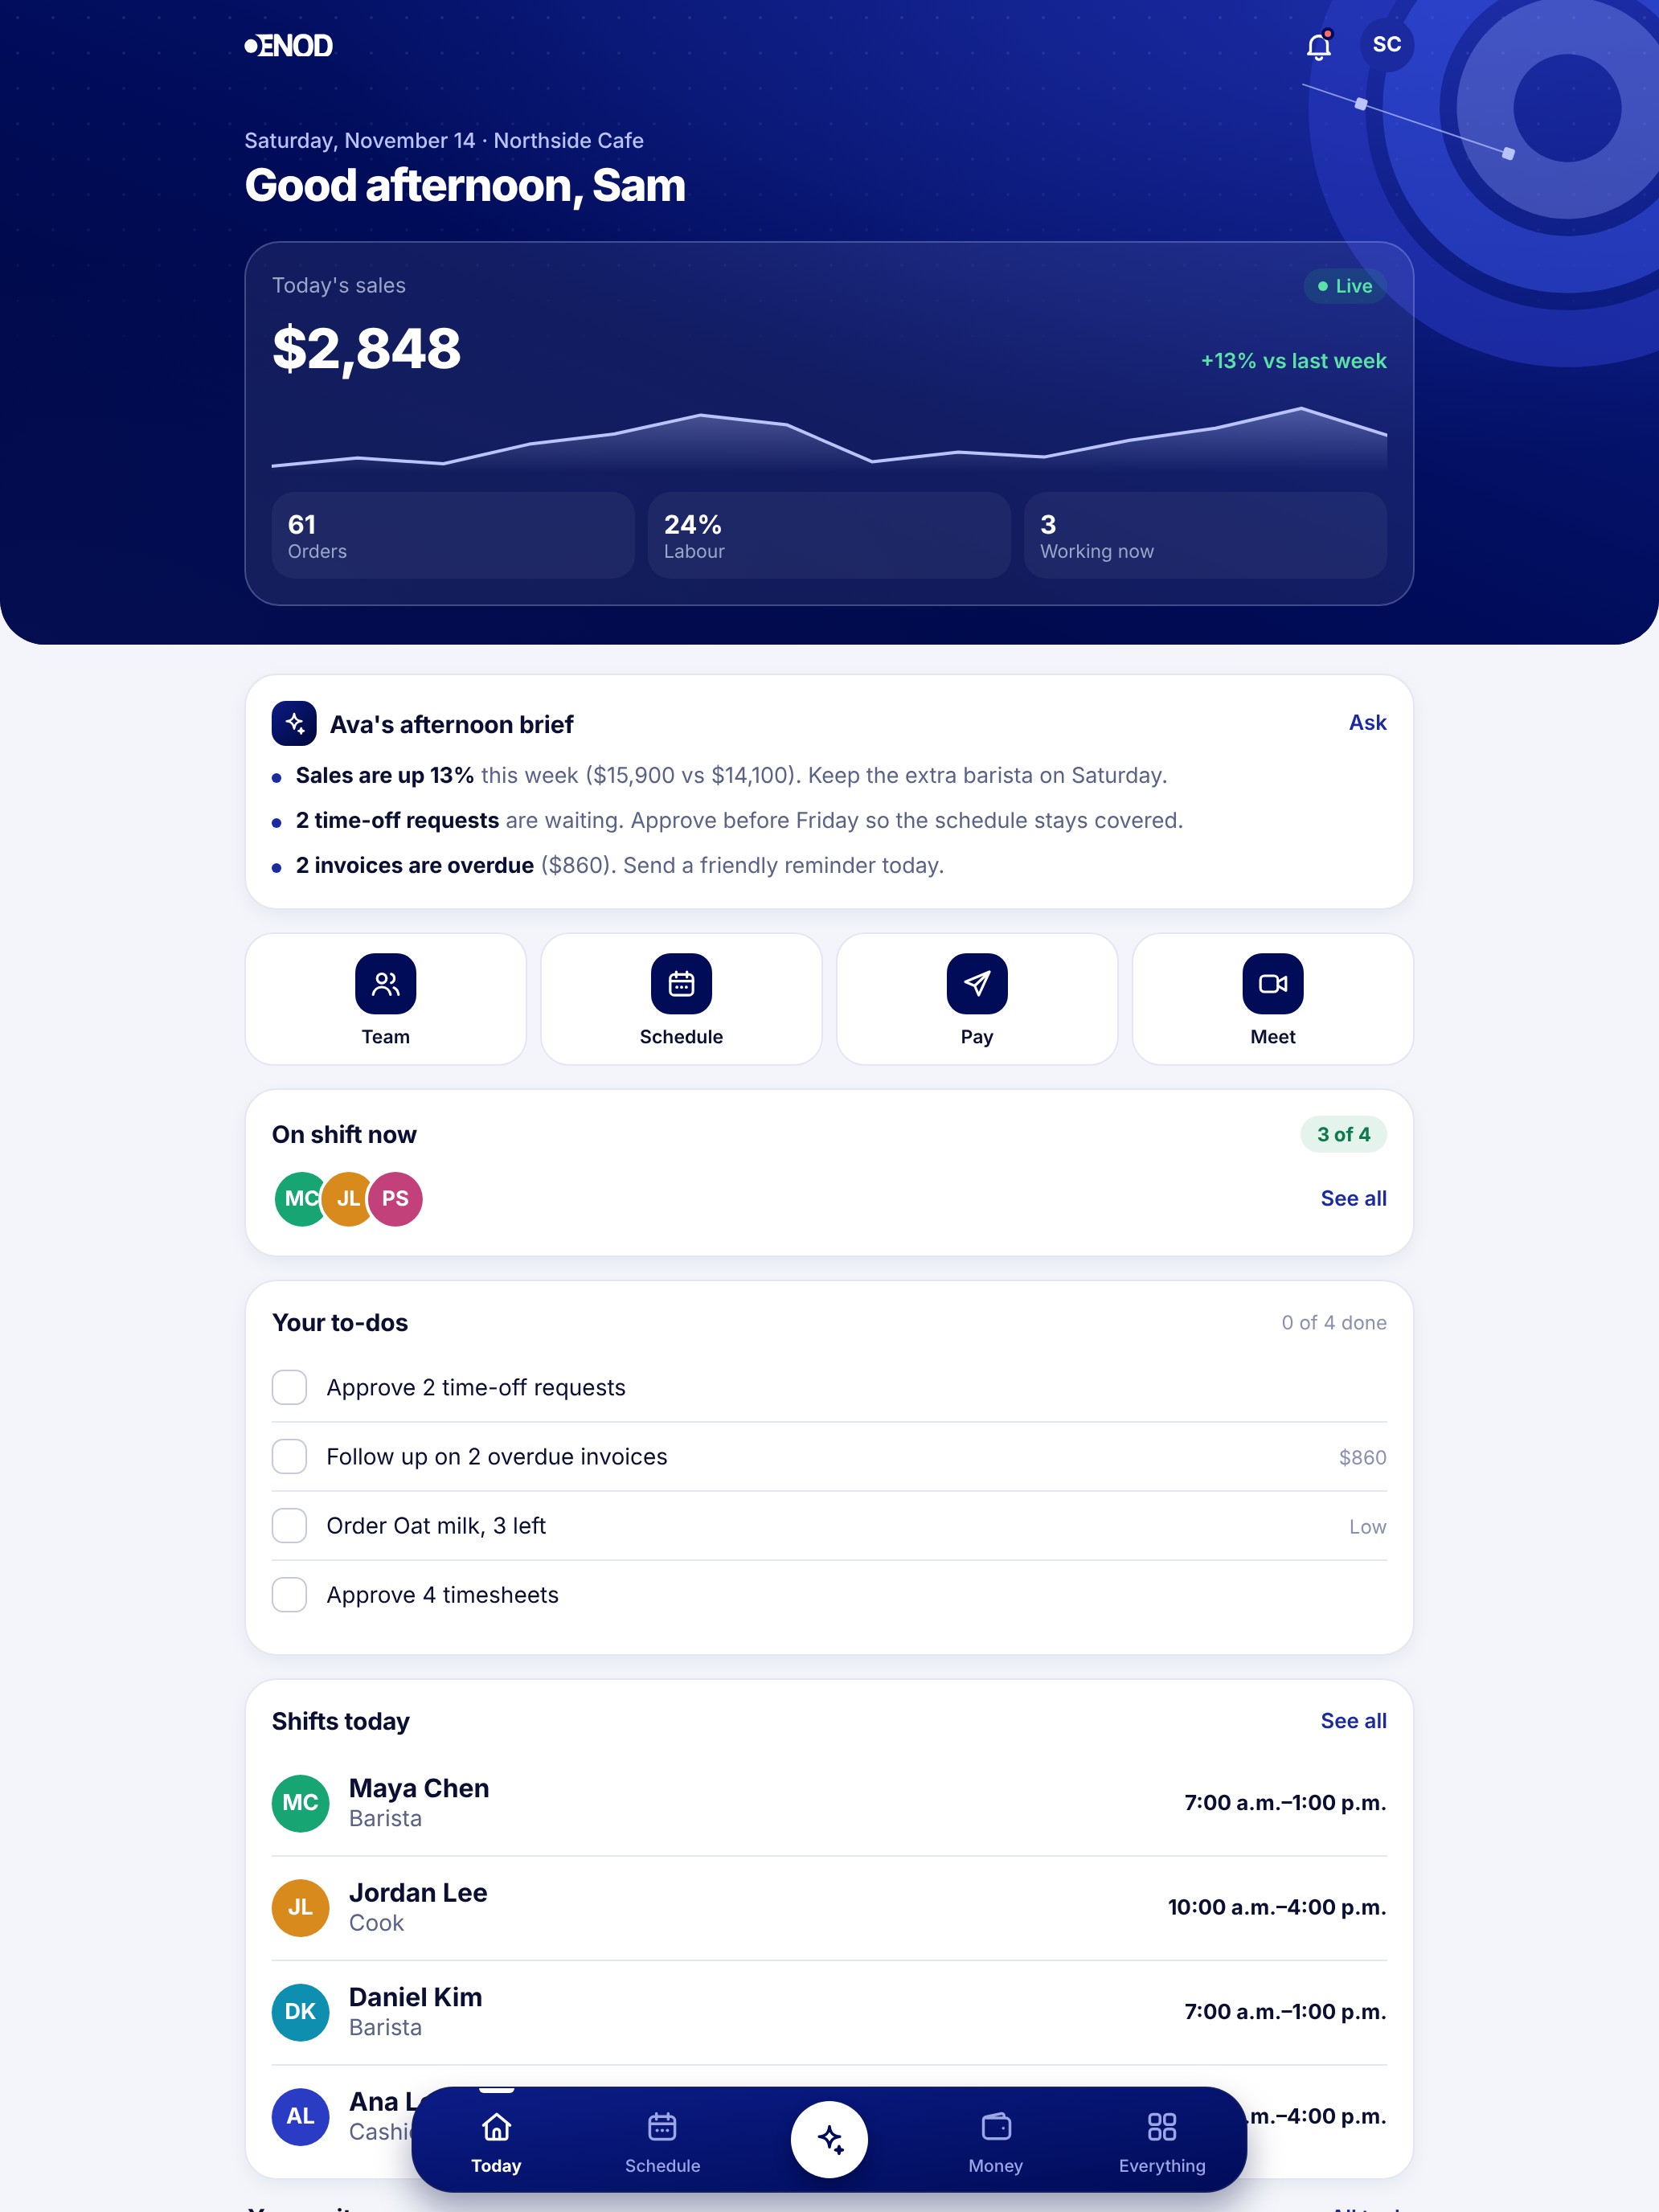 ENOD
SC
Saturday, November 14 · Northside Cafe
Good afternoon, Sam
Today's sales
Live
$2,848
+13% vs last week
61
Orders
24%
Labour
3
Working now
Ava's afternoon brief
Ask
Sales are up 13% this week ($15,900 vs $14,100). Keep the extra barista on Saturday.
2 time-off requests are waiting. Approve before Friday so the schedule stays covered.
2 invoices are overdue ($860). Send a friendly reminder today.
Team
Schedule
Pay
Meet
On shift now
3 of 4
MC
JL
PS
See all
Your to-dos
0 of 4 done
Approve 2 time-off requests
Follow up on 2 overdue invoices
$860
Order Oat milk, 3 left
Low
Approve 4 timesheets
Shifts today
See all
MC
Maya Chen
Barista
7:00 a.m.–1:00 p.m.
JL
Jordan Lee
Cook
10:00 a.m.–4:00 p.m.
DK
Daniel Kim
Barista
7:00 a.m.–1:00 p.m.
AL
Ana
.m.–4:00 p.m.
Today
Schedule
Money
Everything